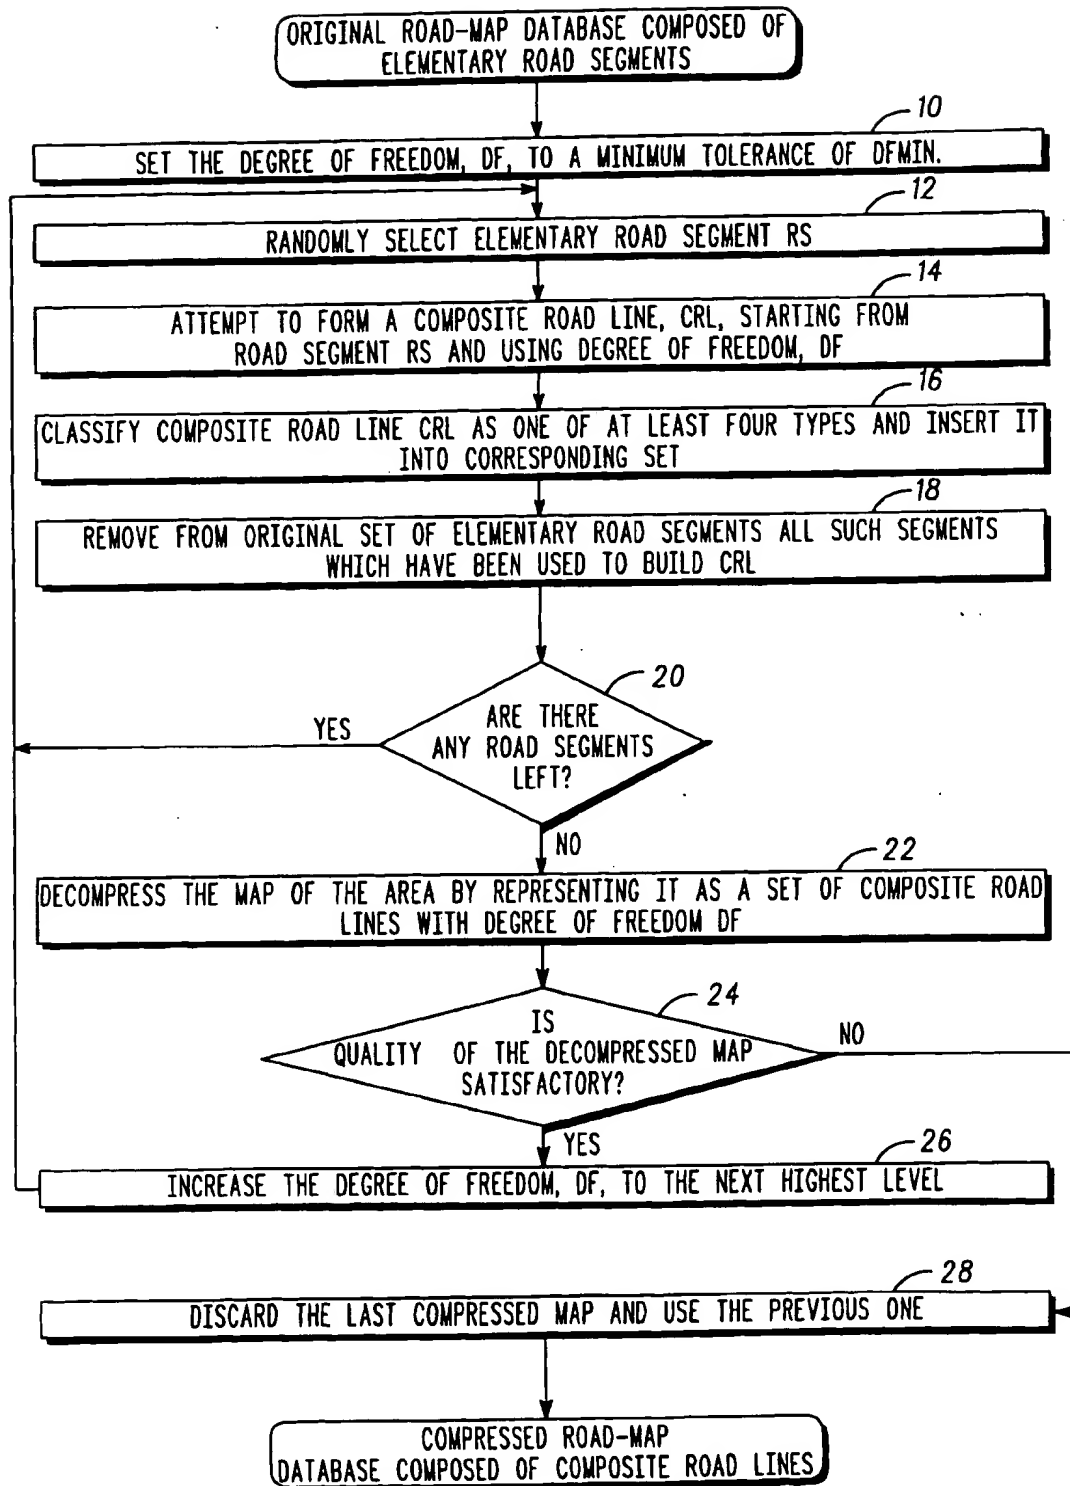 ORIGINAL ROAD-MAP DATABASE COMPOSED OF
ELEMENTARY ROAD SEGMENTS
10
SET THE DEGREE OF FREEDOM, DF, TO A MINIMUM TOLERANCE OF DFMIN.
12
RANDOMLY SELECT ELEMENTARY ROAD SEGMENT RS
14
ATTEMPT TO FORM A COMPOSITE ROAD LINE, CRL, STARTING FROM
ROAD SEGMENT RS AND USING DEGREE OF FREEDOM, DF
16
CLASSIFY COMPOSITE ROAD LINE CRL AS ONE OF AT LEAST FOUR TYPES AND INSERT IT
INTO CORRESPONDING SET
18
REMOVE FROM ORIGINAL SET OF ELEMENTARY ROAD SEGMENTS ALL SUCH SEGMENTS
WHICH HAVE BEEN USED TO BUILD CRL
20
ARE THERE
ANY ROAD SEGMENTS
LEFT?
YES
NO
22
DECOMPRESS THE MAP OF THE AREA BY REPRESENTING IT AS A SET OF COMPOSITE ROAD
LINES WITH DEGREE OF FREEDOM DF
24
IS
QUALITY OF THE DECOMPRESSED MAP
SATISFACTORY?
NO
YES
26
INCREASE THE DEGREE OF FREEDOM, DF, TO THE NEXT HIGHEST LEVEL
28
DISCARD THE LAST COMPRESSED MAP AND USE THE PREVIOUS ONE
COMPRESSED ROAD-MAP
DATABASE COMPOSED OF COMPOSITE ROAD LINES